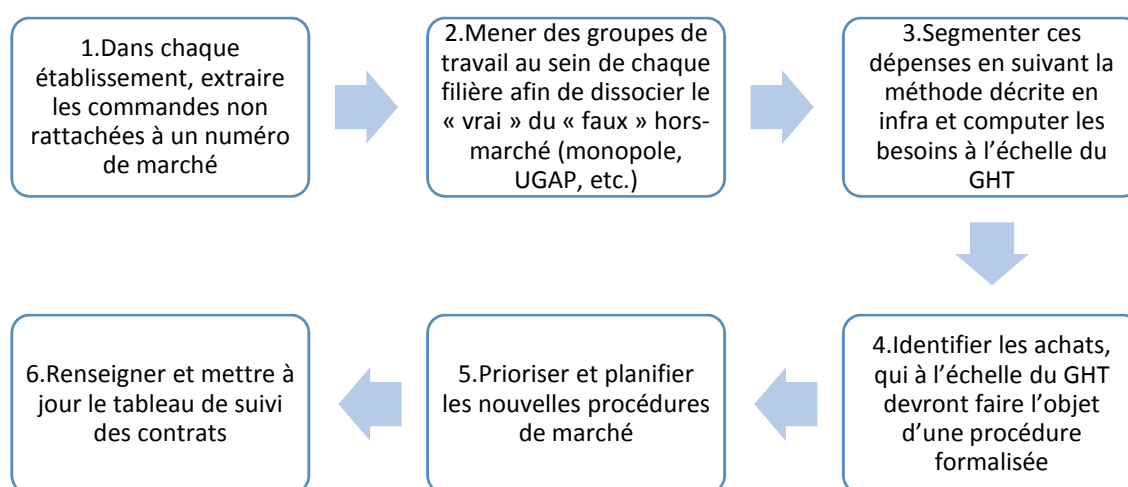 1.Dans chaque
établissement, extraire
les commandes non
rattachées à un numéro
de marché
2.Mener des groupes de
travail au sein de chaque
filière afin de dissocier le
« vrai » du « faux » hors-
marché (monopole,
UGAP, etc.)
3.Segmenter ces
dépenses en suivant la
méthode décrite en
infra et computer les
besoins à l’échelle du
GHT
4.Identifier les achats,
qui à l’échelle du GHT
devront faire l’objet
d’une procédure
formalisée
5.Prioriser et planifier
les nouvelles procédures
de marché
6.Renseigner et mettre à
jour le tableau de suivi
des contrats